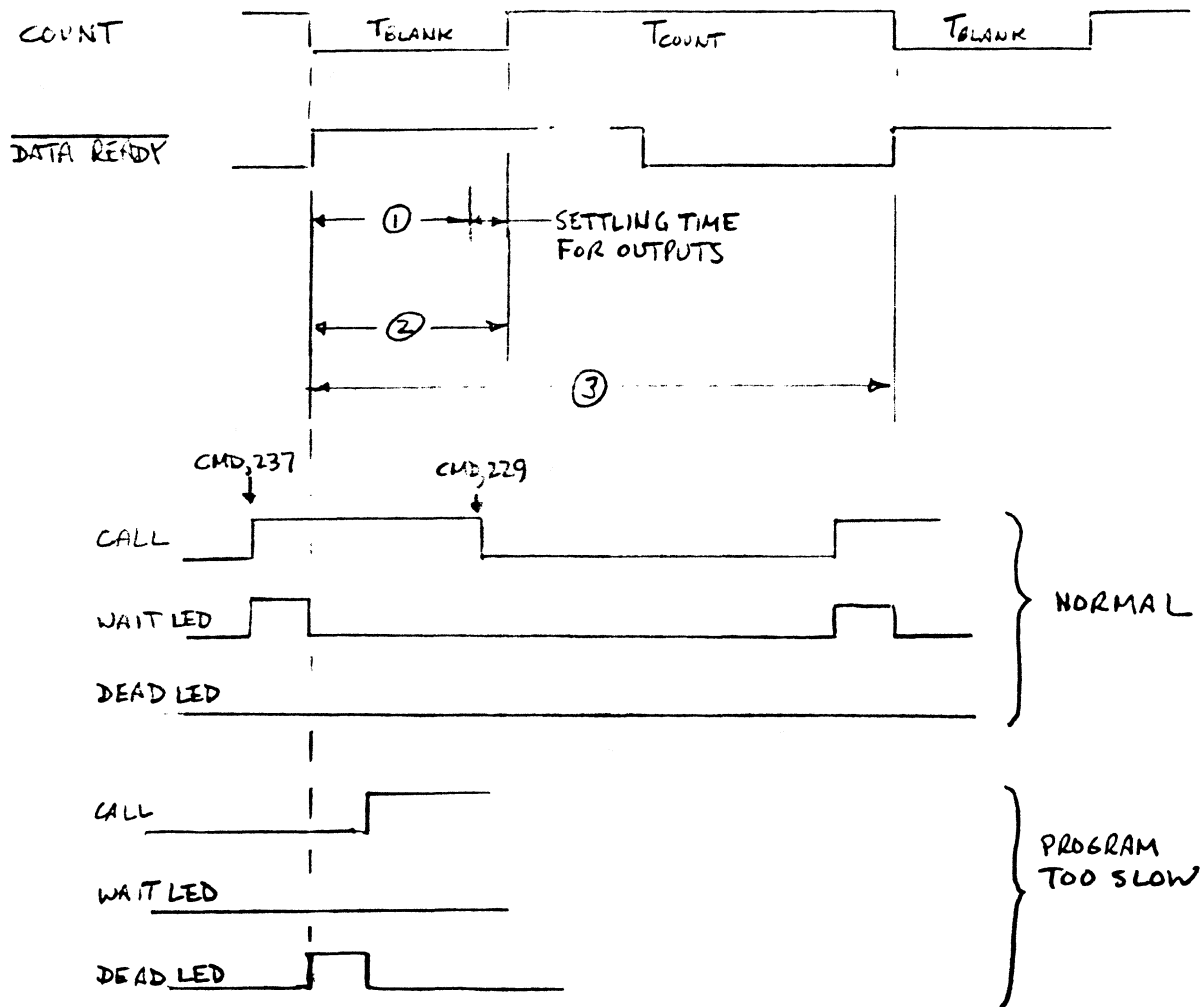 COUNT
TBLANK
TCOUNT
TBLANK
DATA READY
①
SETTLING TIME
FOR OUTPUTS
②
③
CMD,237
CMD,229
CALL
WAIT LED
DEAD LED
NORMAL
CALL
WAIT LED
DEAD LED
PROGRAM
TOO SLOW